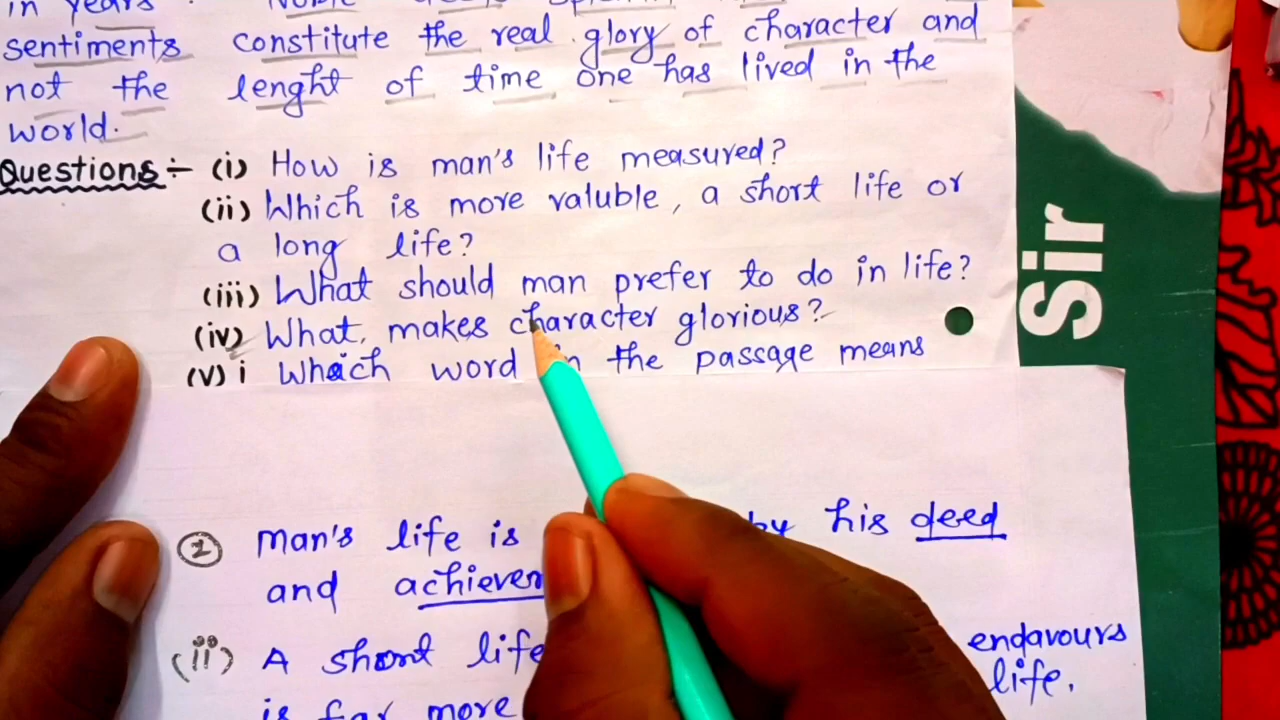 in years
sentiments constitute the real glory of character and
not the lenght of time one has lived in the
world.
Questions :- (i) How is man's life measured?
(ii) Which is more valuble, a short life or
a long life?
(iii) What should man prefer to do in life?
(iv) What, makes character glorious?
(v) i Which word in the passage means
man's life is by his deed
and
(ii) A short life endavours
is far more life.
Sir